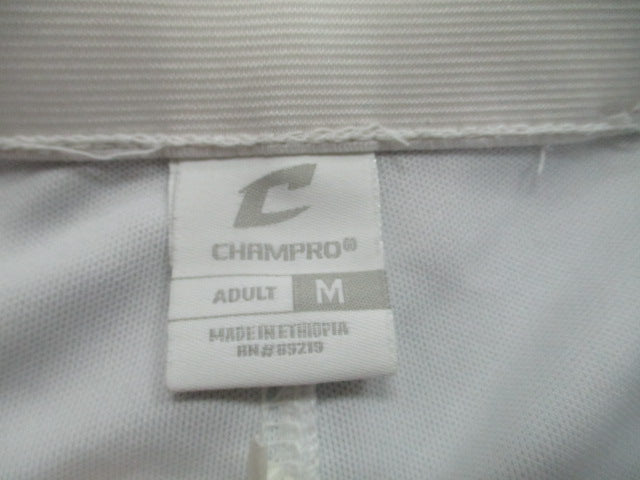 C
CHAMPRO®
ADULT M
MADE IN ETHIOPIA
RN# 89219